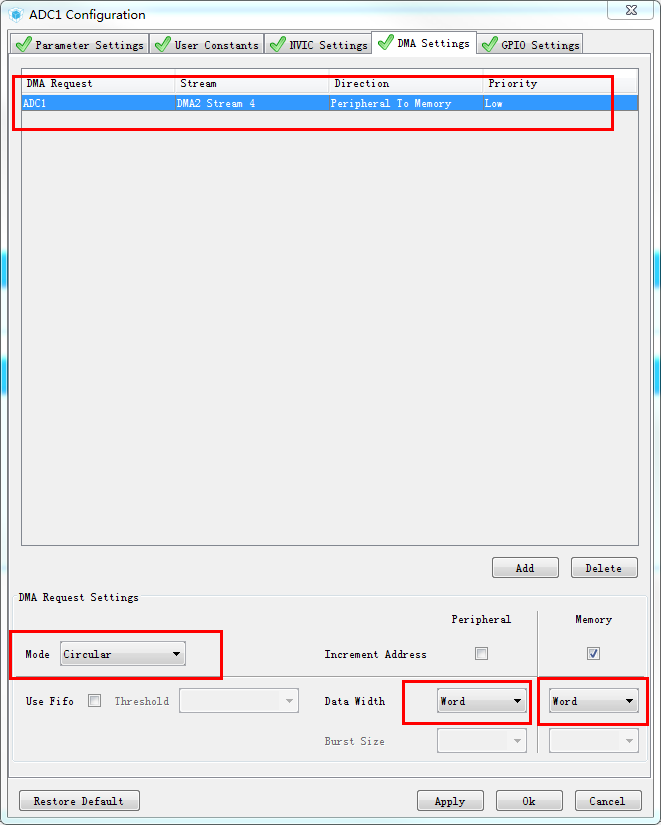 ADC1 Configuration
Parameter Settings User Constants NVIC Settings DMA Settings GPIO Settings
DMA Request Stream Direction Priority
ADC1 DMA2 Stream 4 Peripheral To Memory Low
Add Delete
DMA Request Settings
Peripheral Memory
Mode Circular Increment Address
Use Fifo Threshold Data Width Word Word
Burst Size
Restore Default Apply Ok Cancel